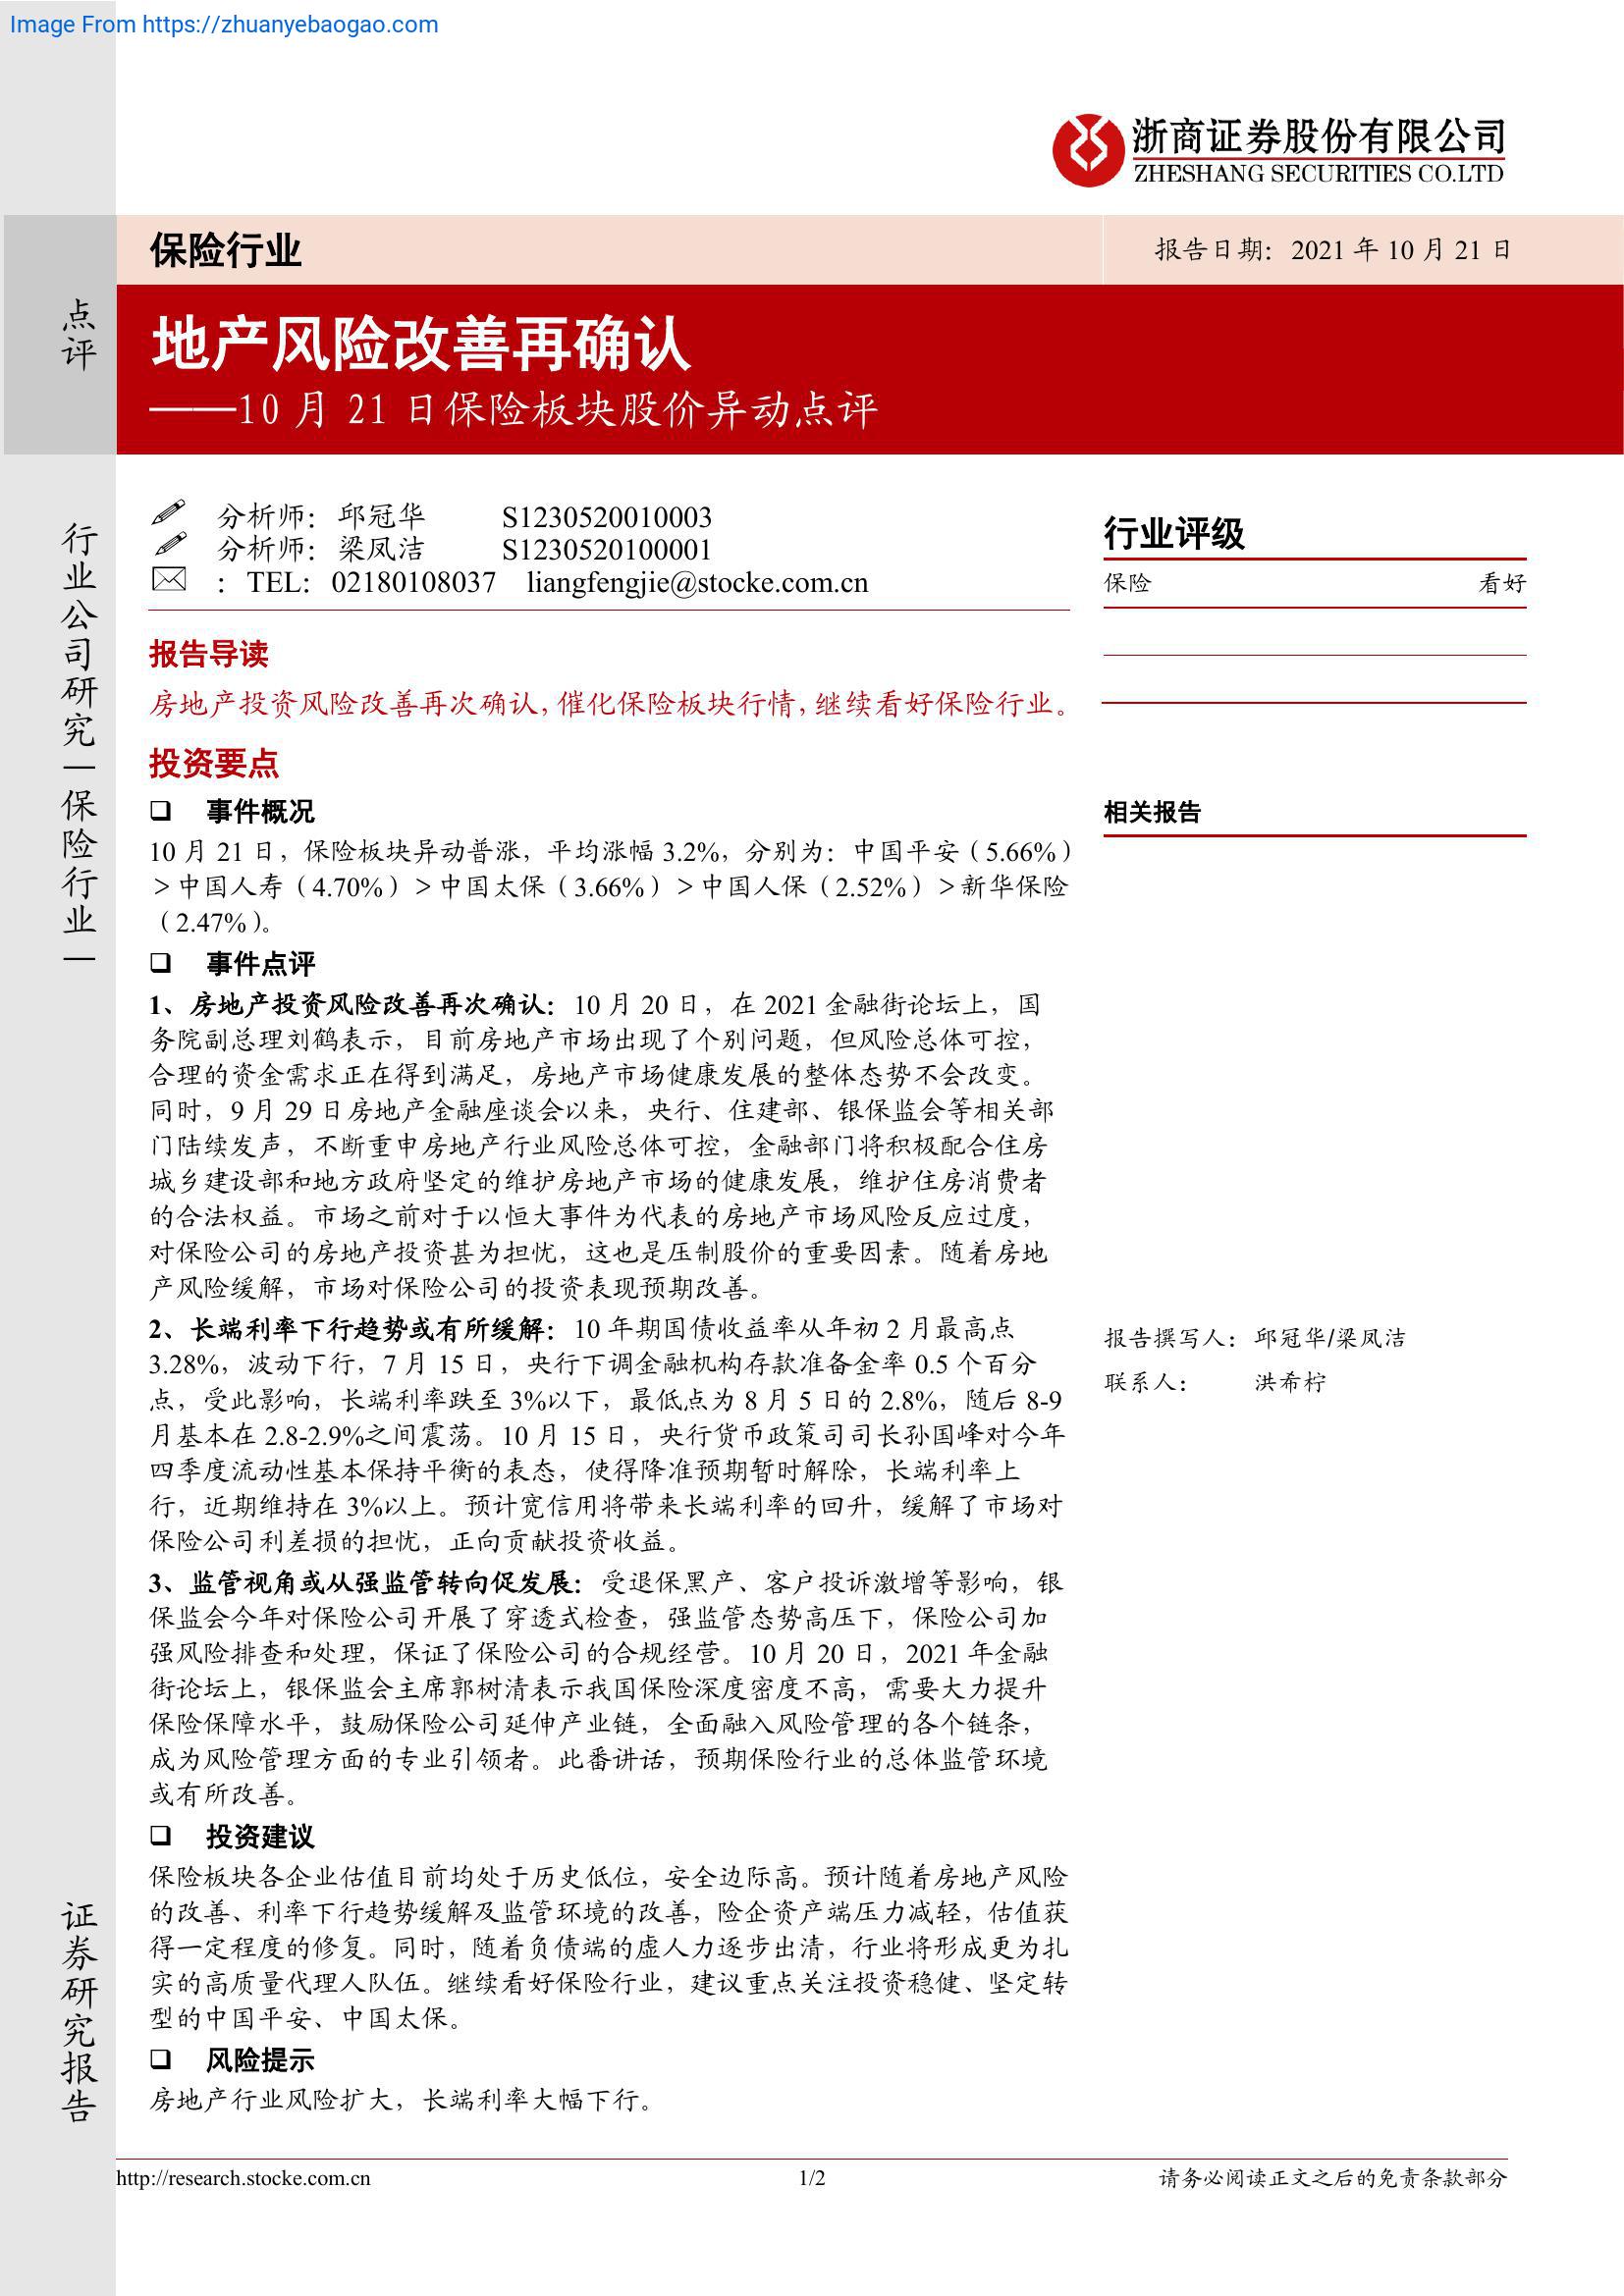 Image From https://zhuanyebaogao.com
浙商证券股份有限公司
ZHESHANG SECURITIES CO.LTD
保险行业
报告日期：2021 年 10 月 21 日
点评
地产风险改善再确认
——10 月 21 日保险板块股价异动点评
行业公司研究｜保险行业｜
分析师：邱冠华 S1230520010003
分析师：梁凤洁 S1230520100001
：TEL：02180108037 liangfengjie@stocke.com.cn
行业评级
保险 看好
报告导读
房地产投资风险改善再次确认，催化保险板块行情，继续看好保险行业。
投资要点
事件概况
10 月 21 日，保险板块异动普涨，平均涨幅 3.2%，分别为：中国平安（5.66%）
＞中国人寿（4.70%）＞中国太保（3.66%）＞中国人保（2.52%）＞新华保险
（2.47%）。
事件点评
1、房地产投资风险改善再次确认：10 月 20 日，在 2021 金融街论坛上，国
务院副总理刘鹤表示，目前房地产市场出现了个别问题，但风险总体可控，
合理的资金需求正在得到满足，房地产市场健康发展的整体态势不会改变。
同时，9 月 29 日房地产金融座谈会以来，央行、住建部、银保监会等相关部
门陆续发声，不断重申房地产行业风险总体可控，金融部门将积极配合住房
城乡建设部和地方政府坚定的维护房地产市场的健康发展，维护住房消费者
的合法权益。市场之前对于以恒大事件为代表的房地产市场风险反应过度，
对保险公司的房地产投资甚为担忧，这也是压制股价的重要因素。随着房地
产风险缓解，市场对保险公司的投资表现预期改善。
2、长端利率下行趋势或有所缓解：10 年期国债收益率从年初 2 月最高点
3.28%，波动下行，7 月 15 日，央行下调金融机构存款准备金率 0.5 个百分
点，受此影响，长端利率跌至 3%以下，最低点为 8 月 5 日的 2.8%，随后 8-9
月基本在 2.8-2.9%之间震荡。10 月 15 日，央行货币政策司司长孙国峰对今年
四季度流动性基本保持平衡的表态，使得降准预期暂时解除，长端利率上
行，近期维持在 3%以上。预计宽信用将带来长端利率的回升，缓解了市场对
保险公司利差损的担忧，正向贡献投资收益。
3、监管视角或从强监管转向促发展：受退保黑产、客户投诉激增等影响，银
保监会今年对保险公司开展了穿透式检查，强监管态势高压下，保险公司加
强风险排查和处理，保证了保险公司的合规经营。10 月 20 日，2021 年金融
街论坛上，银保监会主席郭树清表示我国保险深度密度不高，需要大力提升
保险保障水平，鼓励保险公司延伸产业链，全面融入风险管理的各个链条，
成为风险管理方面的专业引领者。此番讲话，预期保险行业的总体监管环境
或有所改善。
投资建议
保险板块各企业估值目前均处于历史低位，安全边际高。预计随着房地产风险
的改善、利率下行趋势缓解及监管环境的改善，险企资产端压力减轻，估值获
得一定程度的修复。同时，随着负债端的虚人力逐步出清，行业将形成更为扎
实的高质量代理人队伍。继续看好保险行业，建议重点关注投资稳健、坚定转
型的中国平安、中国太保。
风险提示
房地产行业风险扩大，长端利率大幅下行。
相关报告
报告撰写人：邱冠华/梁凤洁
联系人：洪希柠
证券研究报告
http://research.stocke.com.cn
1/2
请务必阅读正文之后的免责条款部分